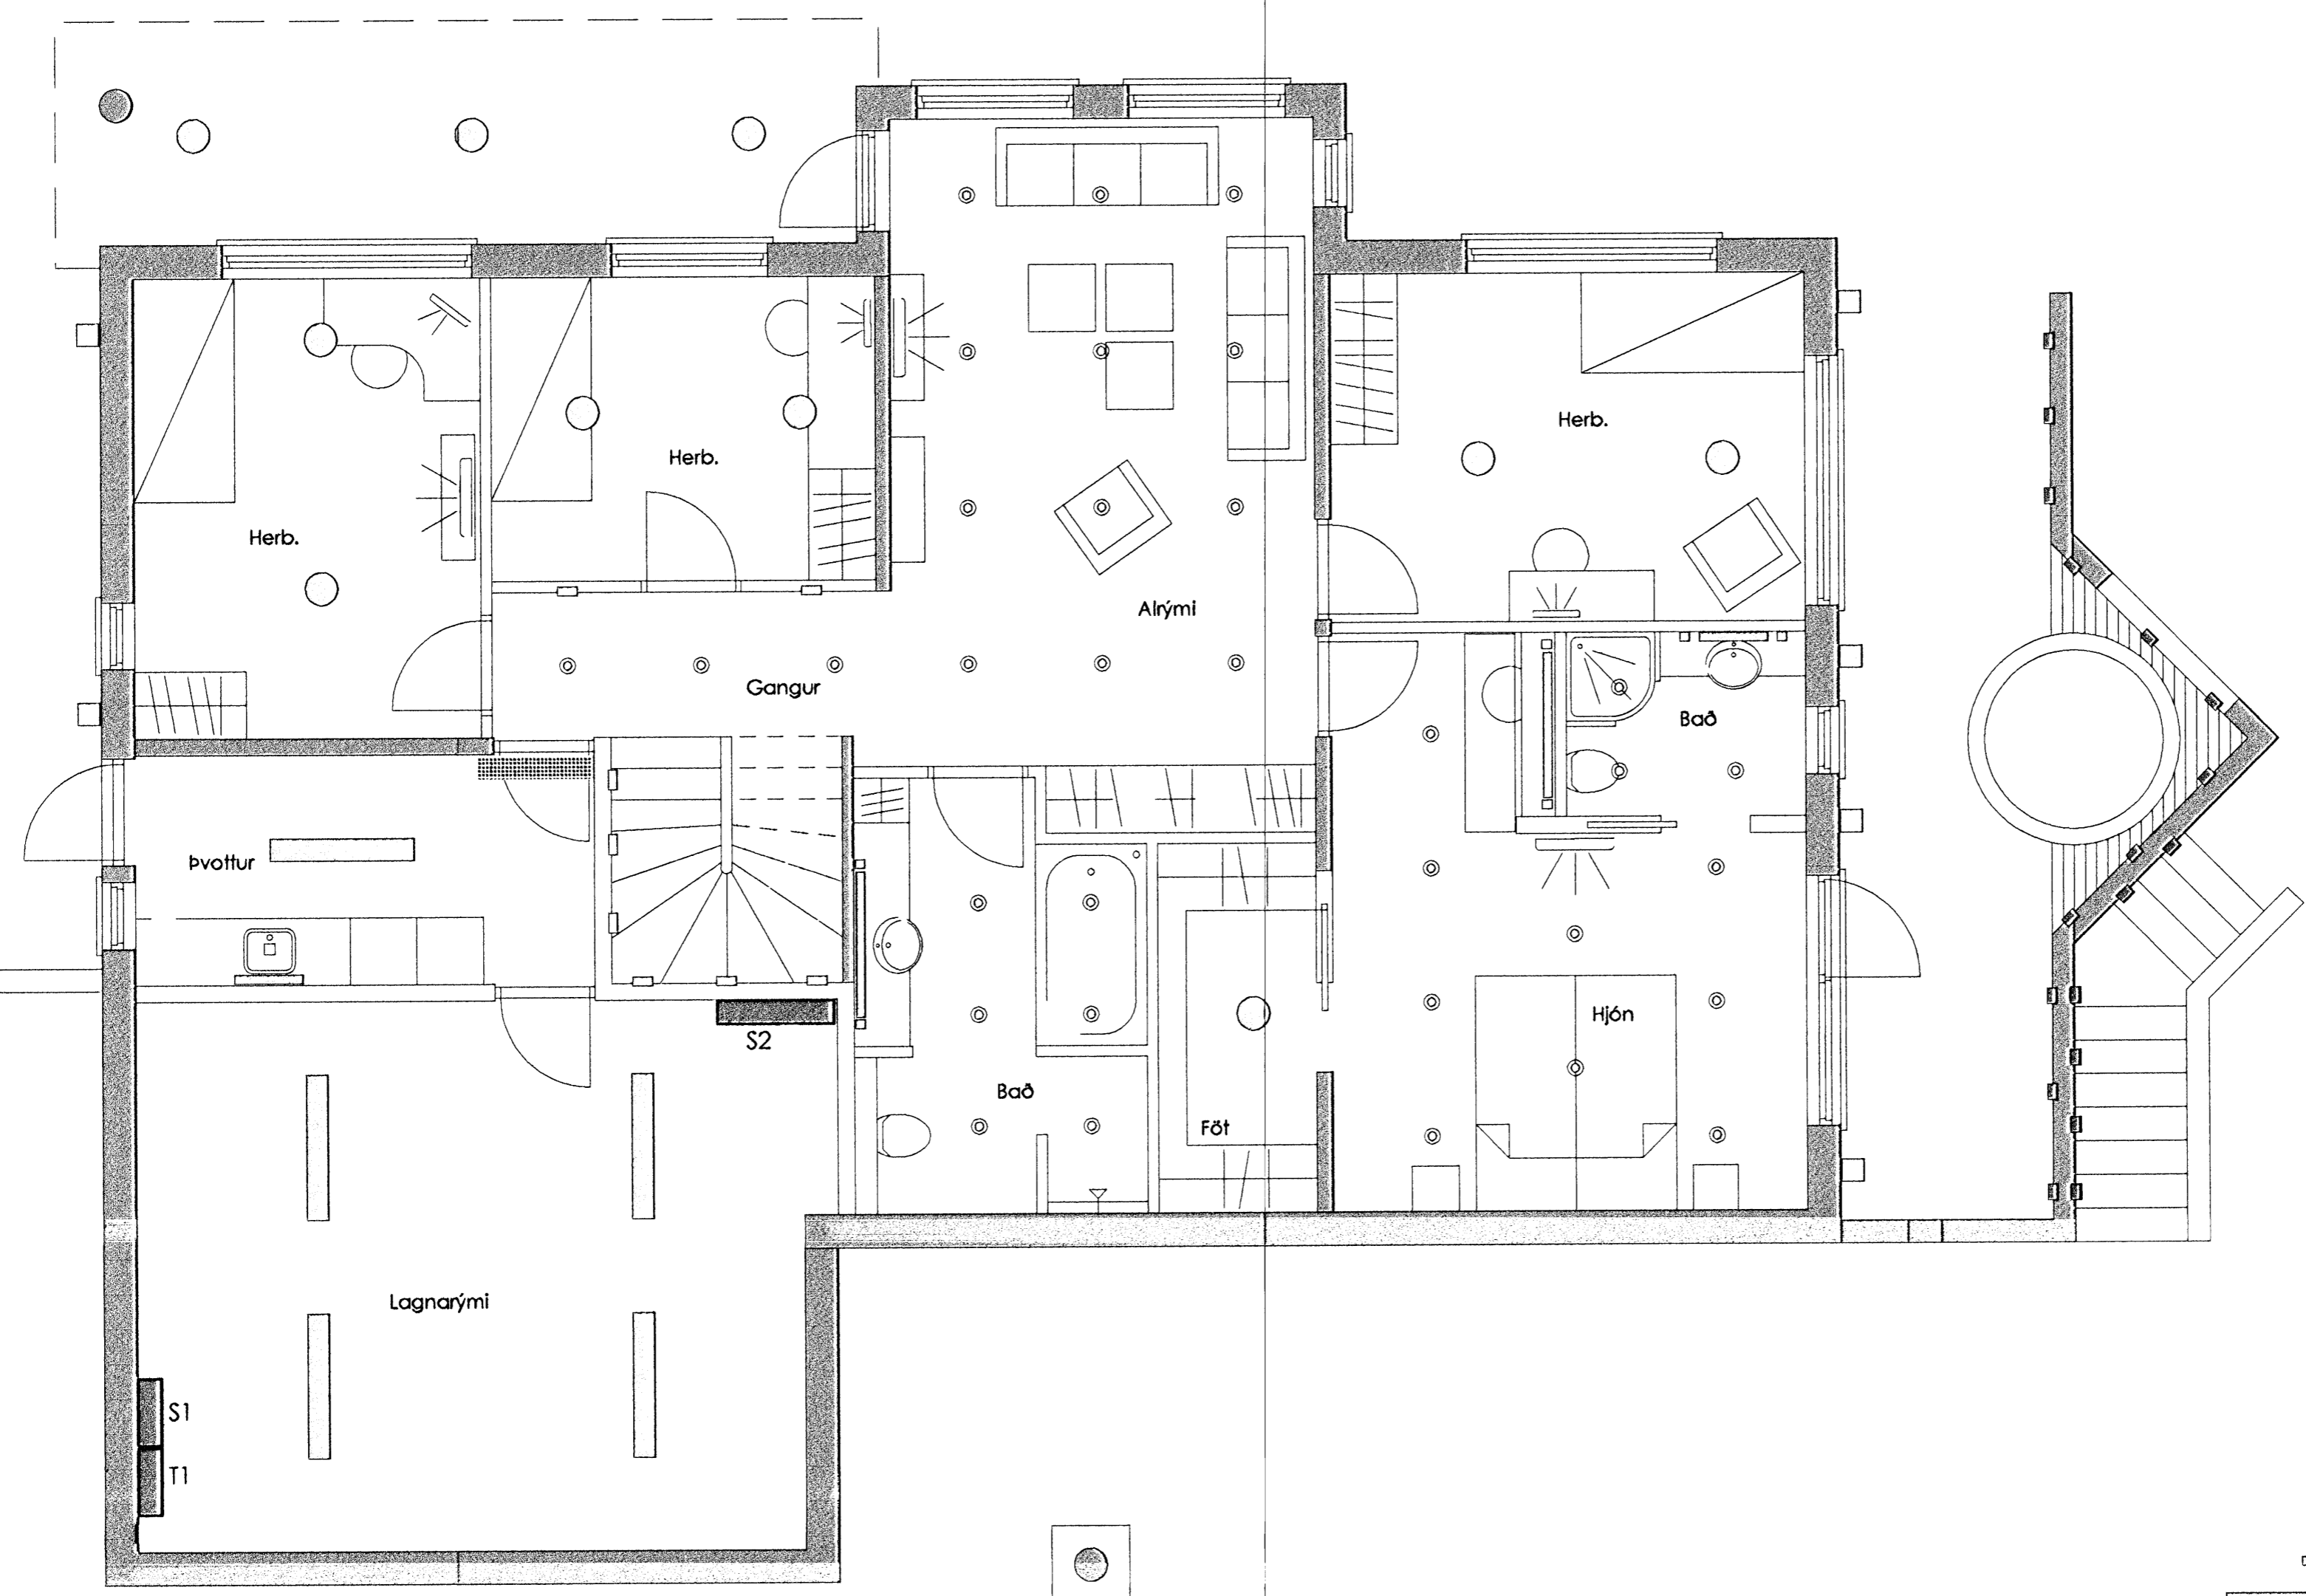 Herb.
Herb.
Herb.
Alrými
Gangur
Bað
Þvottur
S2
Hjón
Bað
Föt
Lagnarými
S1
T1